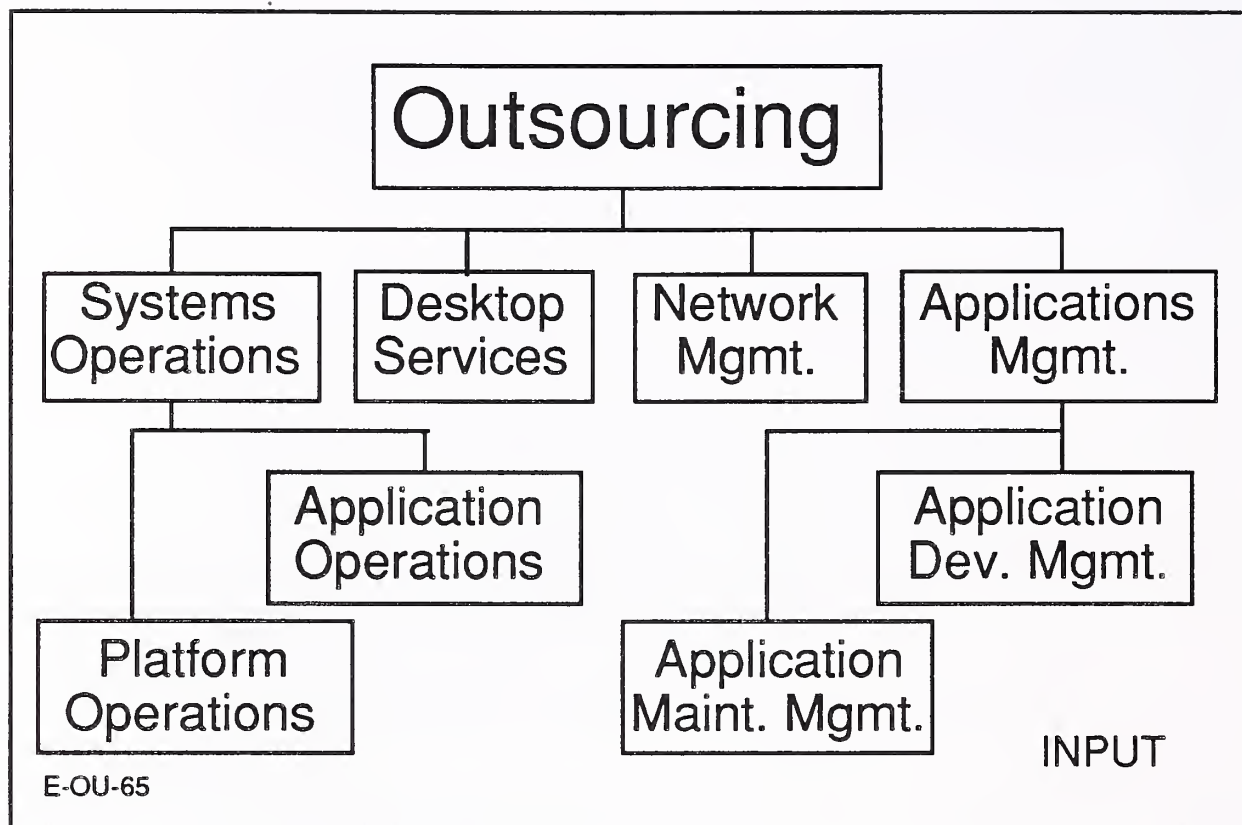 Outsourcing
Systems
Operations
Desktop
Services
Network
Mgmt.
Applications
Mgmt.
Application
Operations
Application
Dev. Mgmt.
Platform
Operations
Application
Maint. Mgmt.
INPUT
E-OU-65